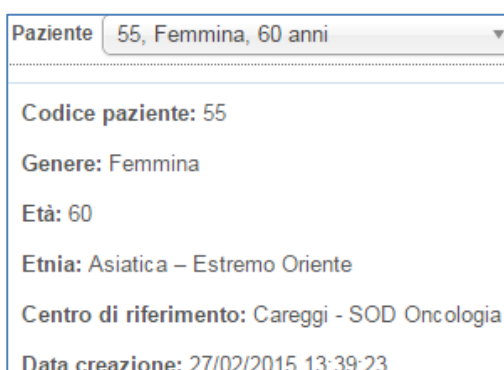 Paziente 55, Femmina, 60 anni
Codice paziente: 55
Genere: Femmina
Età: 60
Etnia: Asiatica – Estremo Oriente
Centro di riferimento: Careggi - SOD Oncologia
Data creazione: 27/02/2015 13:39:23